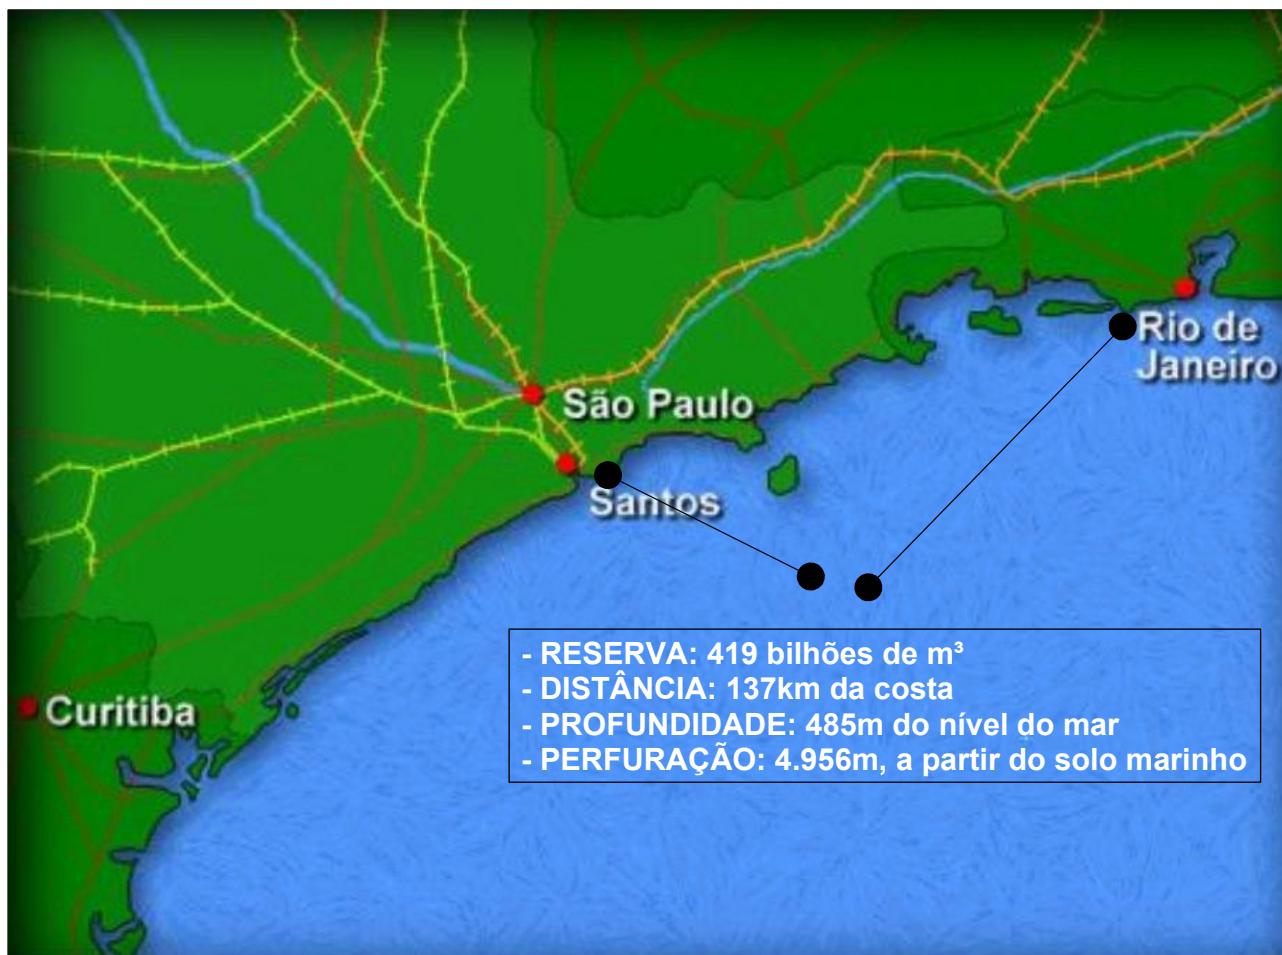 Rio de
Janeiro
São Paulo
Santos
- RESERVA: 419 bilhões de m³
- DISTÂNCIA: 137km da costa
- PROFUNDIDADE: 485m do nível do mar
- PERFURAÇÃO: 4.956m, a partir do solo marinho
Curitiba